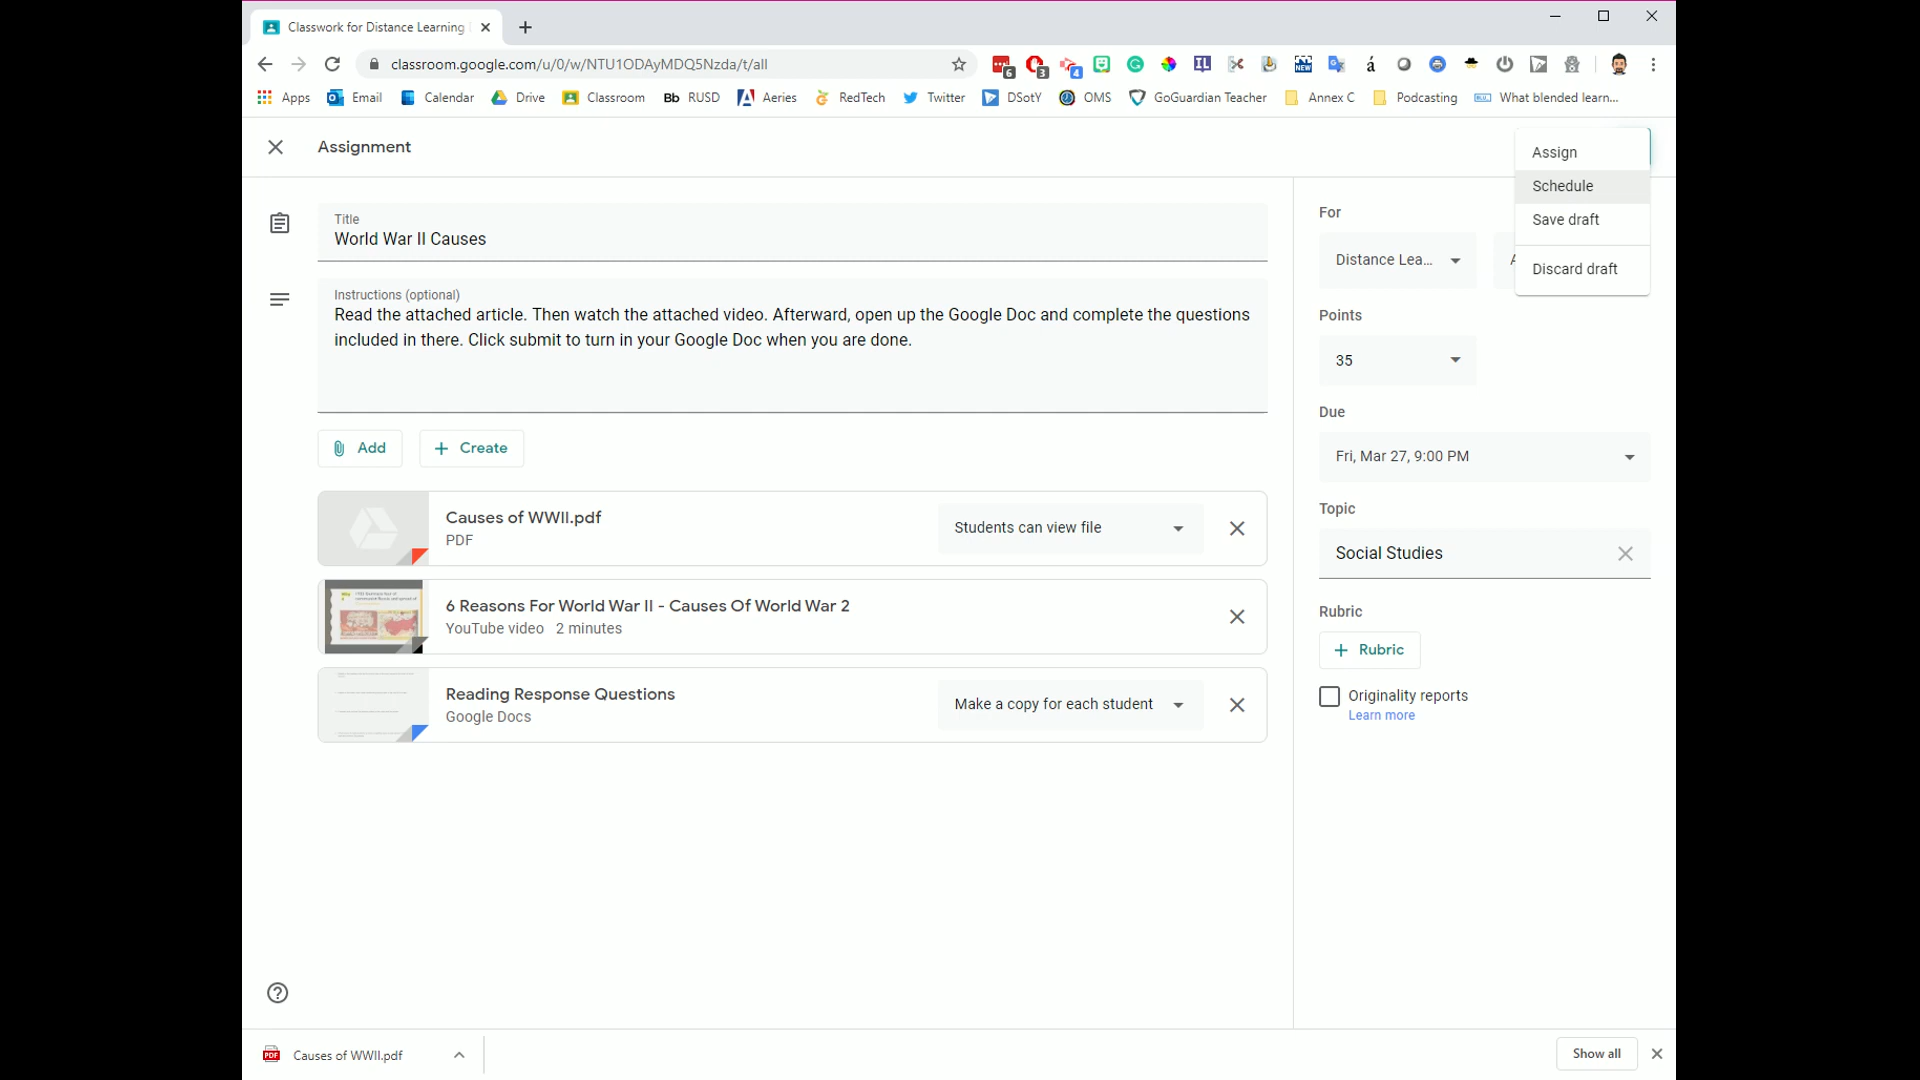 Classwork for Distance Learning
classroom.google.com/u/0/w/NTU1ODAyMDQ5Nzda/t/all
6
3
4
IL
NEW
á
Apps
Email
Calendar
Drive
Classroom
Bb RUSD
Aeries
RedTech
Twitter
DSotY
OMS
GoGuardian Teacher
Annex C
Podcasting
What blended learn...
Assignment
Assign
Schedule
Save draft
Discard draft
Title
World War II Causes
Instructions (optional)
Read the attached article. Then watch the attached video. Afterward, open up the Google Doc and complete the questions
included in there. Click submit to turn in your Google Doc when you are done.
Add
Create
Causes of WWII.pdf
PDF
Students can view file
6 Reasons For World War II - Causes Of World War 2
YouTube video 2 minutes
Reading Response Questions
Google Docs
Make a copy for each student
For
Distance Lea...
Points
35
Due
Fri, Mar 27, 9:00 PM
Topic
Social Studies
Rubric
Rubric
Originality reports
Learn more
PDF
Causes of WWII.pdf
Show all